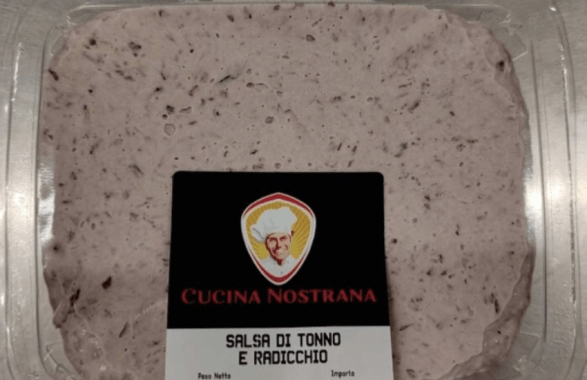 CUCINA NOSTRANA
SALSA DI TONNO
E RADICCHIO
Peso Netto Importo